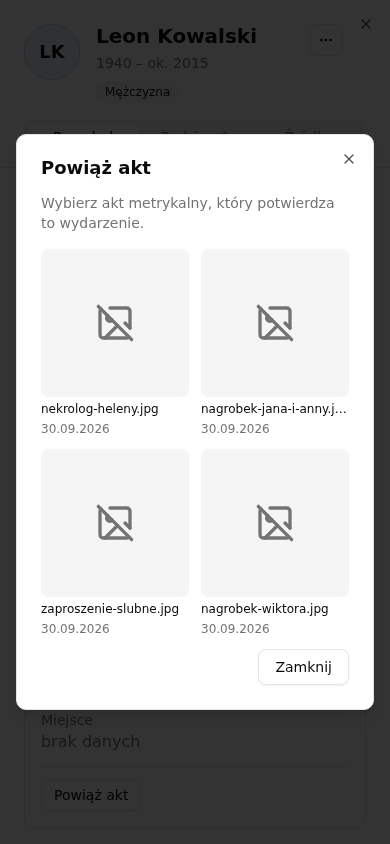 LK
Leon Kowalski
1940 – ok. 2015
Mężczyzna
Powiąż akt
Wybierz akt metrykalny, który potwierdza
to wydarzenie.
nekrolog-heleny.jpg
nagrobek-jana-i-anny.j...
30.09.2026
30.09.2026
zaproszenie-slubne.jpg
nagrobek-wiktora.jpg
30.09.2026
30.09.2026
Zamknij
Miejsce
brak danych
Powiąż akt